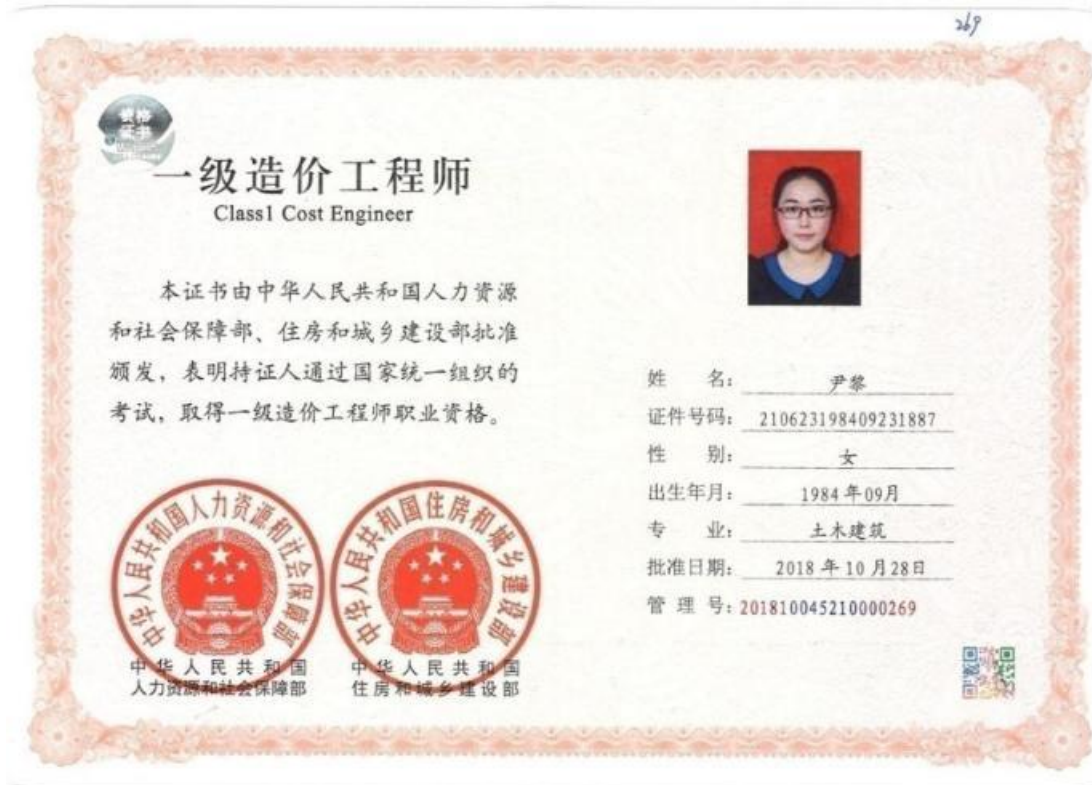 269
资格
证书
一级造价工程师
Class1 Cost Engineer
本证书由中华人民共和国人力资源
和社会保障部、住房和城乡建设部批准
颁发，表明持证人通过国家统一组织的
考试，取得一级造价工程师职业资格。
姓 名：尹黎
证件号码：210623198409231887
性 别：女
出生年月：1984年09月
专 业：土木建筑
批准日期：2018年10月28日
管 理 号：201810045210000269
中华人民共和国人力资源和社会保障部
中华人民共和国住房和城乡建设部
中华人民共和国
人力资源和社会保障部
中华人民共和国
住房和城乡建设部